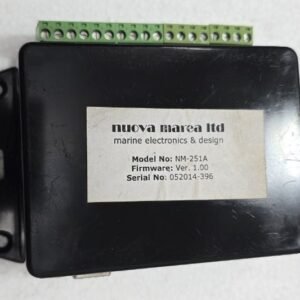 nuova marea ltd
marine electronics & design
Model No: NM-251A
Firmware: Ver. 1.00
Serial No: 052014-396